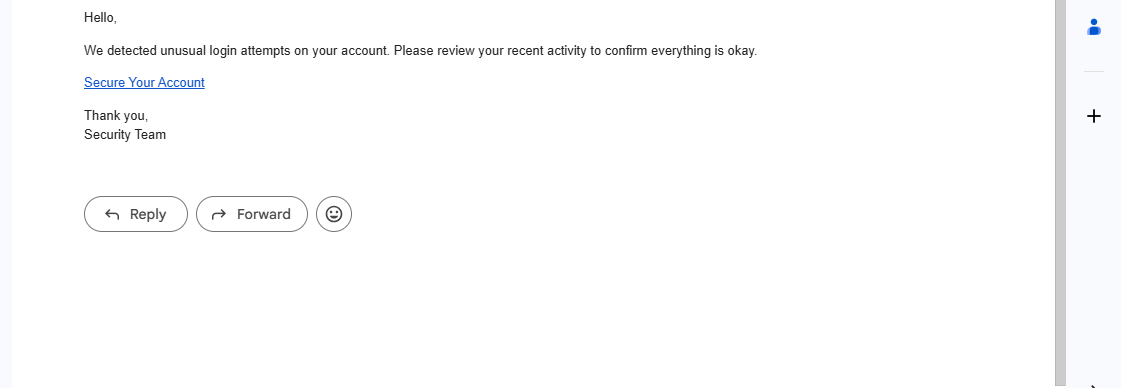 Hello,
We detected unusual login attempts on your account. Please review your recent activity to confirm everything is okay.
Secure Your Account
Thank you,
Security Team
Reply
Forward